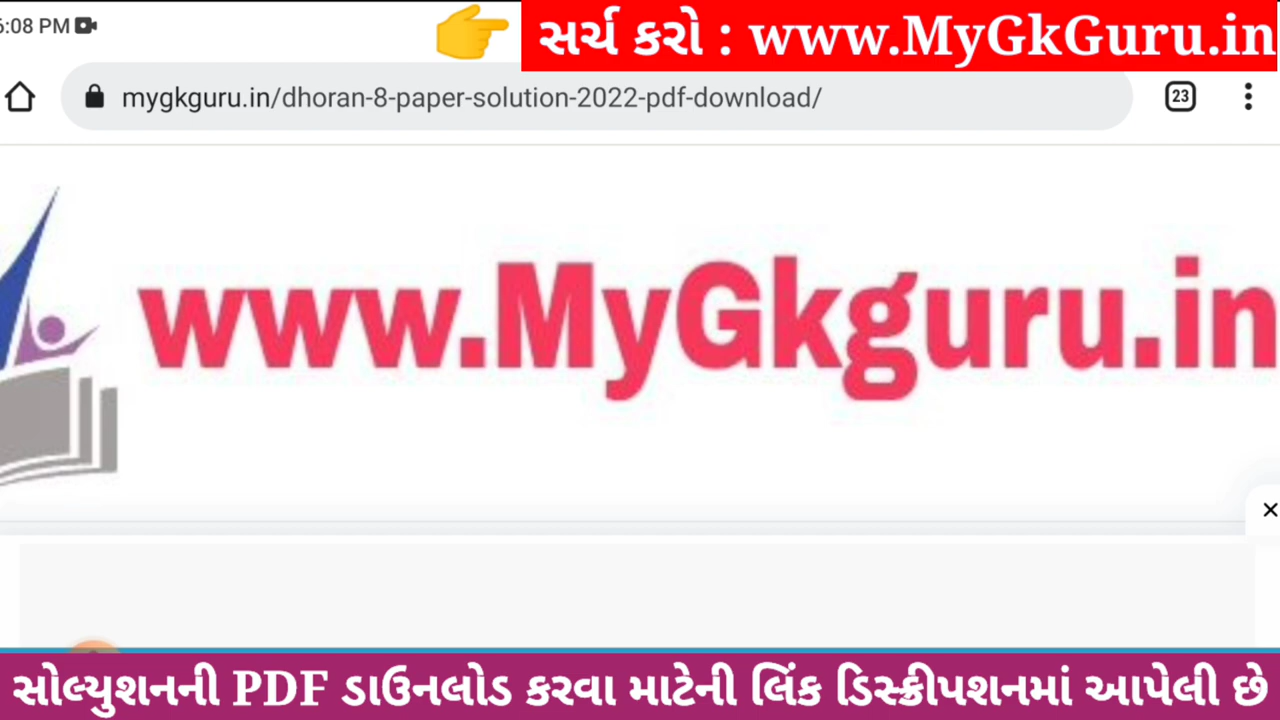 6:08 PM
સર્ચ કરો : www.MyGkGuru.in
mygkguru.in/dhoran-8-paper-solution-2022-pdf-download/
23
www.MyGkguru.in
સોલ્યુશનની PDF ડાઉનલોડ કરવા માટેની લિંક ડિસ્ક્રીપશનમાં આપેલી છે